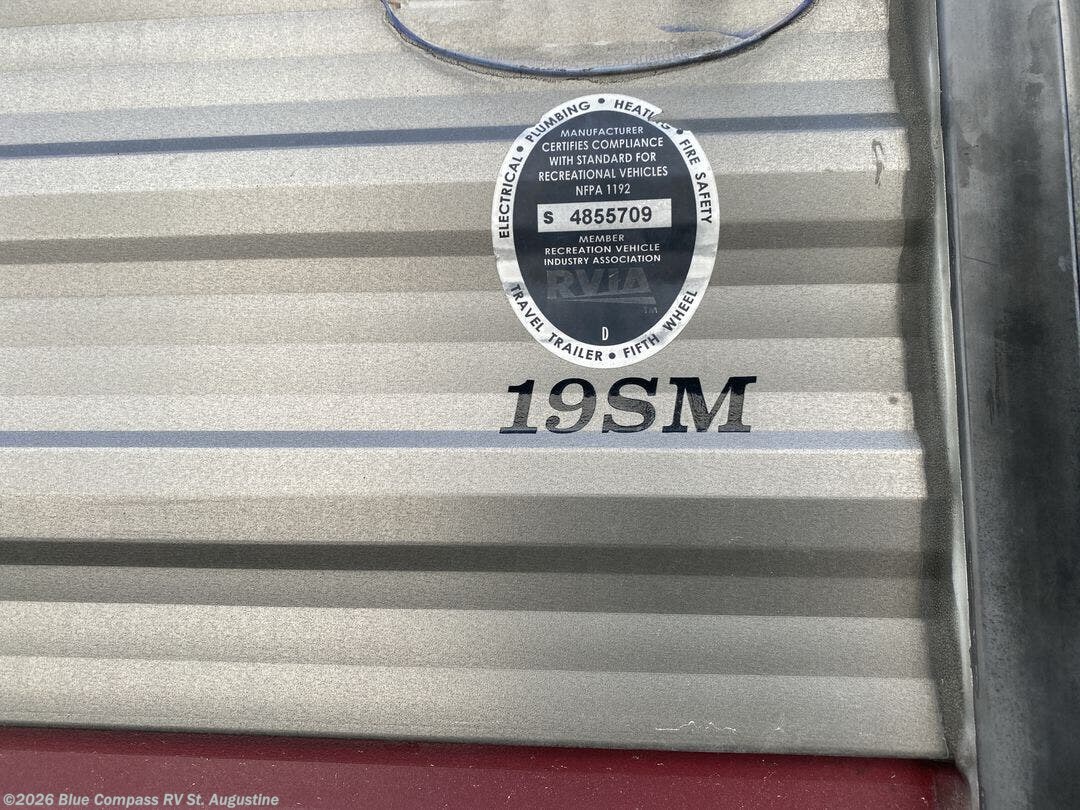 ELECTRICAL • PLUMBING • HEATING • FIRE SAFETY
MANUFACTURER
CERTIFIES COMPLIANCE
WITH STANDARD FOR
RECREATIONAL VEHICLES
NFPA 1192
S 4855709
MEMBER
RECREATION VEHICLE
INDUSTRY ASSOCIATION
RVIA
TM
D
TRAVEL TRAILER • FIFTH WHEEL
19SM
©2026 Blue Compass RV St. Augustine